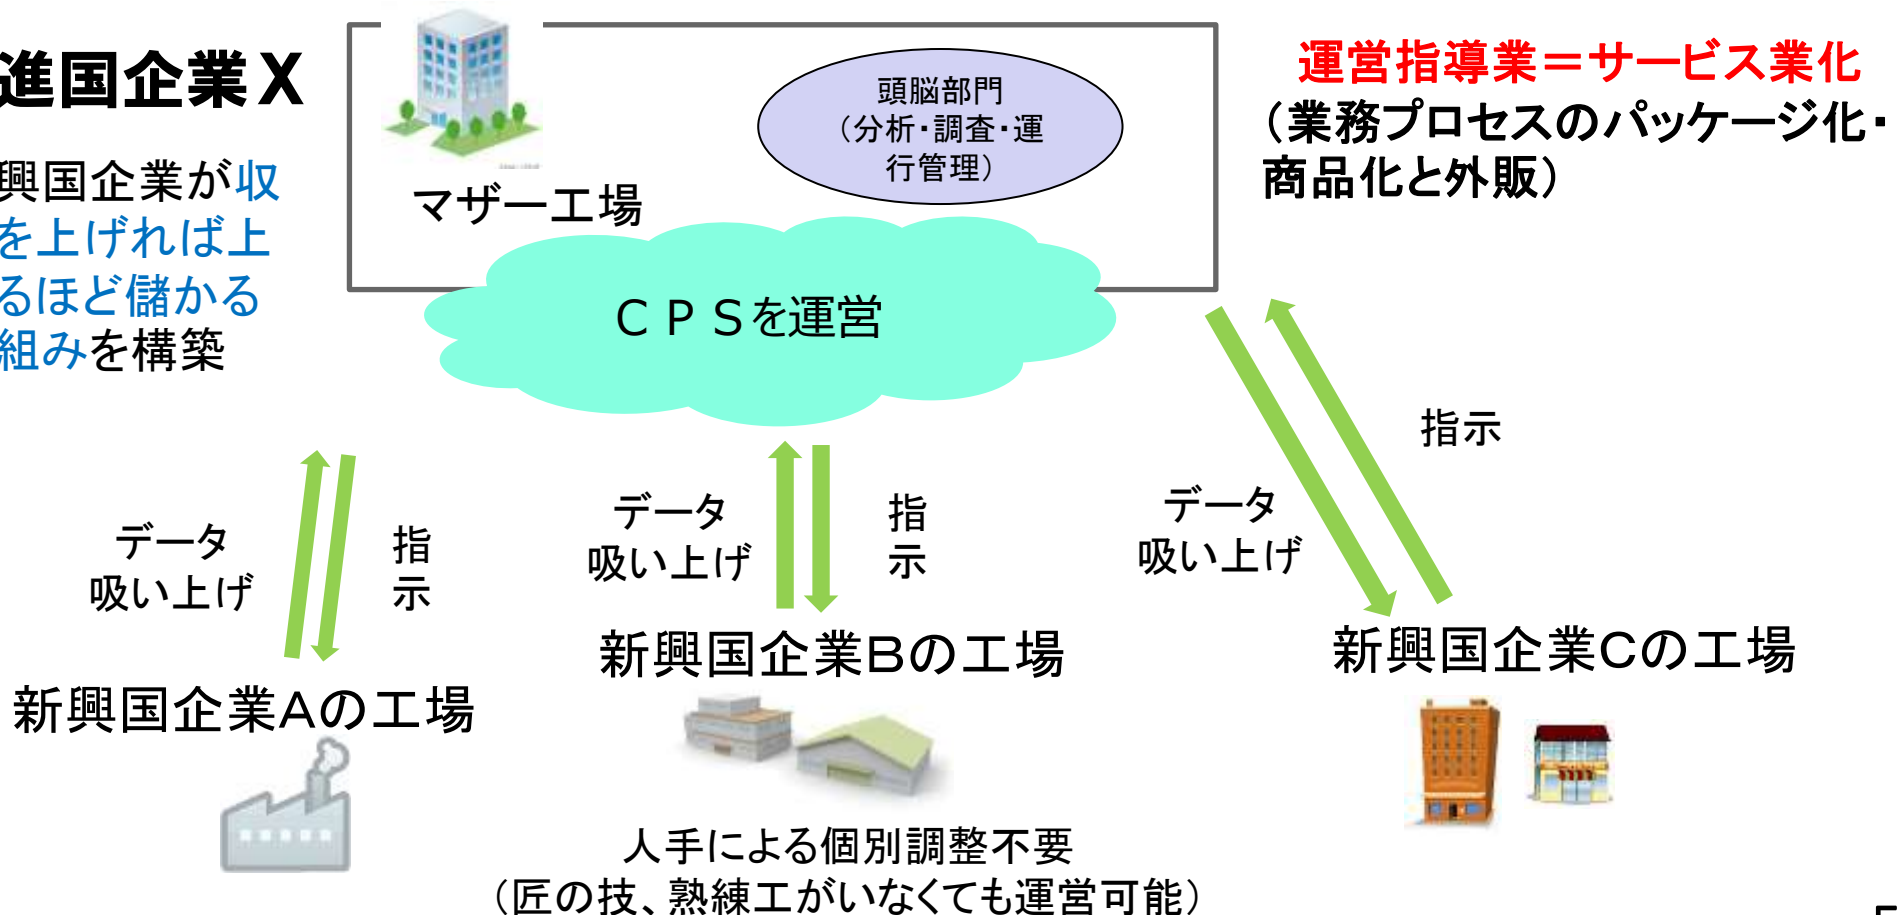 進国企業X
興国企業が収
を上げれば上
るほど儲かる
組みを構築
マザー工場
頭脳部門
（分析・調査・運
行管理）
運営指導業＝サービス業化
（業務プロセスのパッケージ化・
商品化と外販）
ＣＰＳを運営
データ
吸い上げ
指
示
データ
吸い上げ
指
示
データ
吸い上げ
指示
新興国企業Aの工場
新興国企業Bの工場
新興国企業Cの工場
人手による個別調整不要
（匠の技、熟練工がいなくても運営可能）